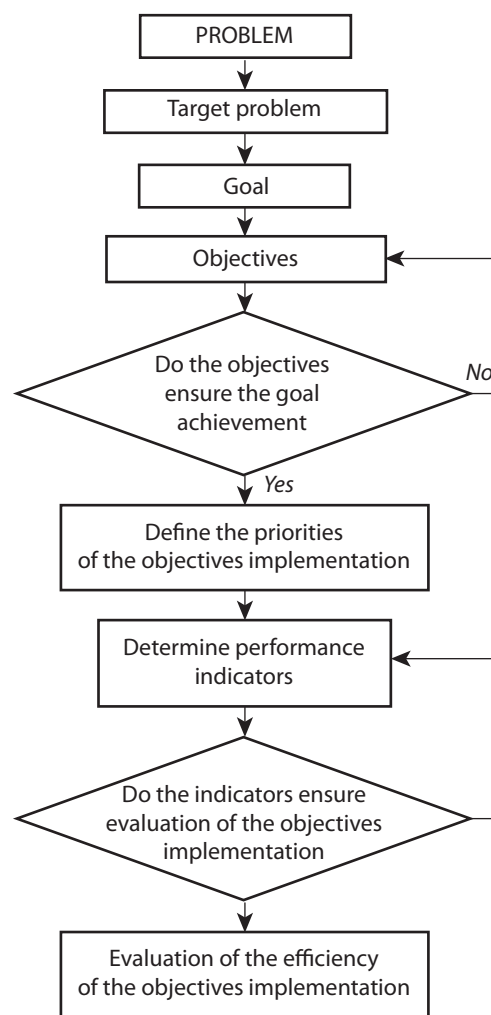 PROBLEM
Target problem
Goal
Objectives
Do the objectives
ensure the goal
achievement
No
Yes
Define the priorities
of the objectives implementation
Determine performance
indicators
Do the indicators ensure
evaluation of the objectives
implementation
Evaluation of the efficiency
of the objectives implementation